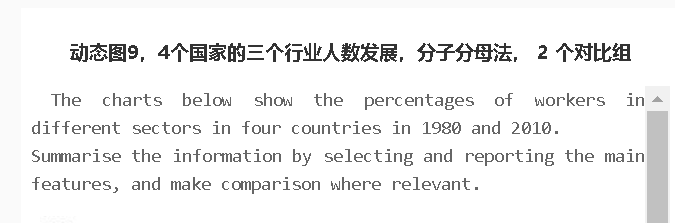 动态图9，4个国家的三个行业人数发展，分子分母法， 2 个对比组
The charts below show the percentages of workers in
different sectors in four countries in 1980 and 2010.
Summarise the information by selecting and reporting the main
features, and make comparison where relevant.